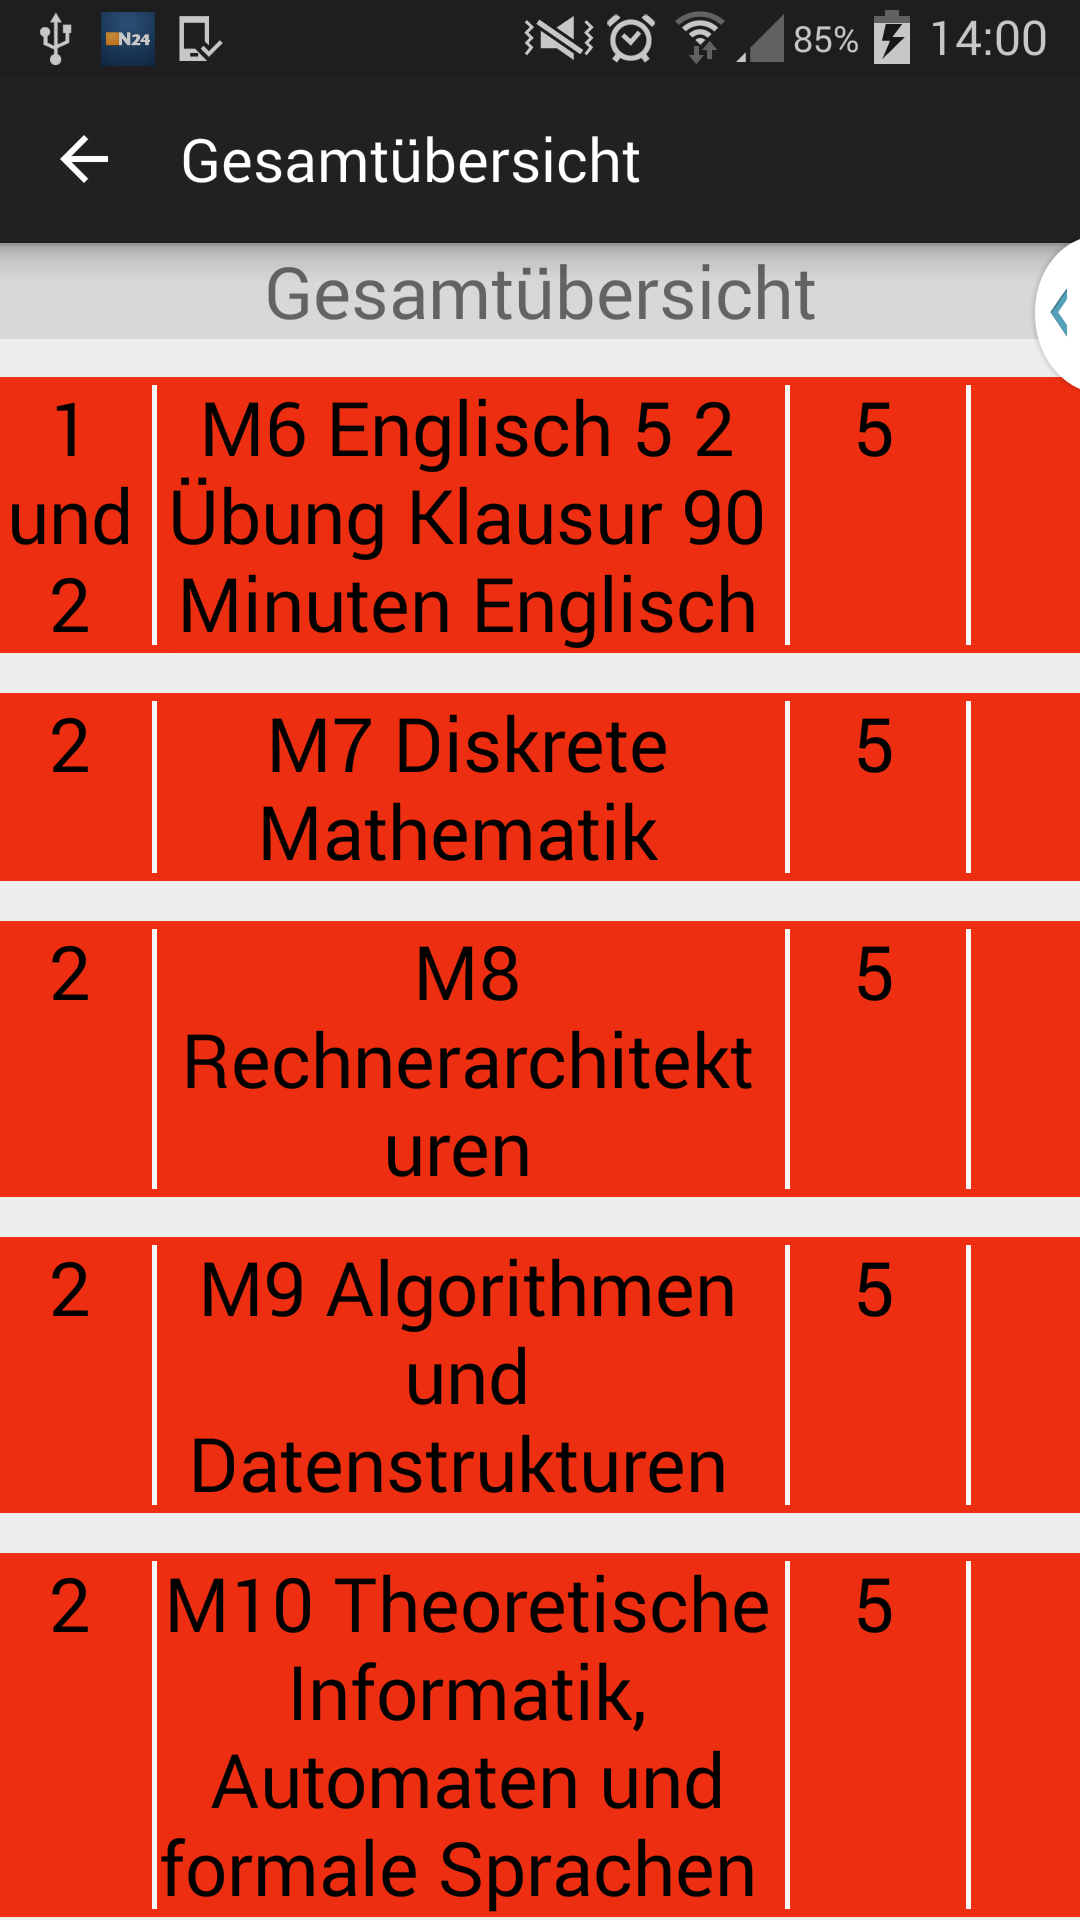 N24 85% 14:00
Gesamtübersicht
Gesamtübersicht
1 M6 Englisch 5 2 5
und Übung Klausur 90
2 Minuten Englisch
2 M7 Diskrete 5
Mathematik
2 M8 5
Rechnerarchitekt
uren
2 M9 Algorithmen 5
und
Datenstrukturen
2 M10 Theoretische 5
Informatik,
Automaten und
formale Sprachen